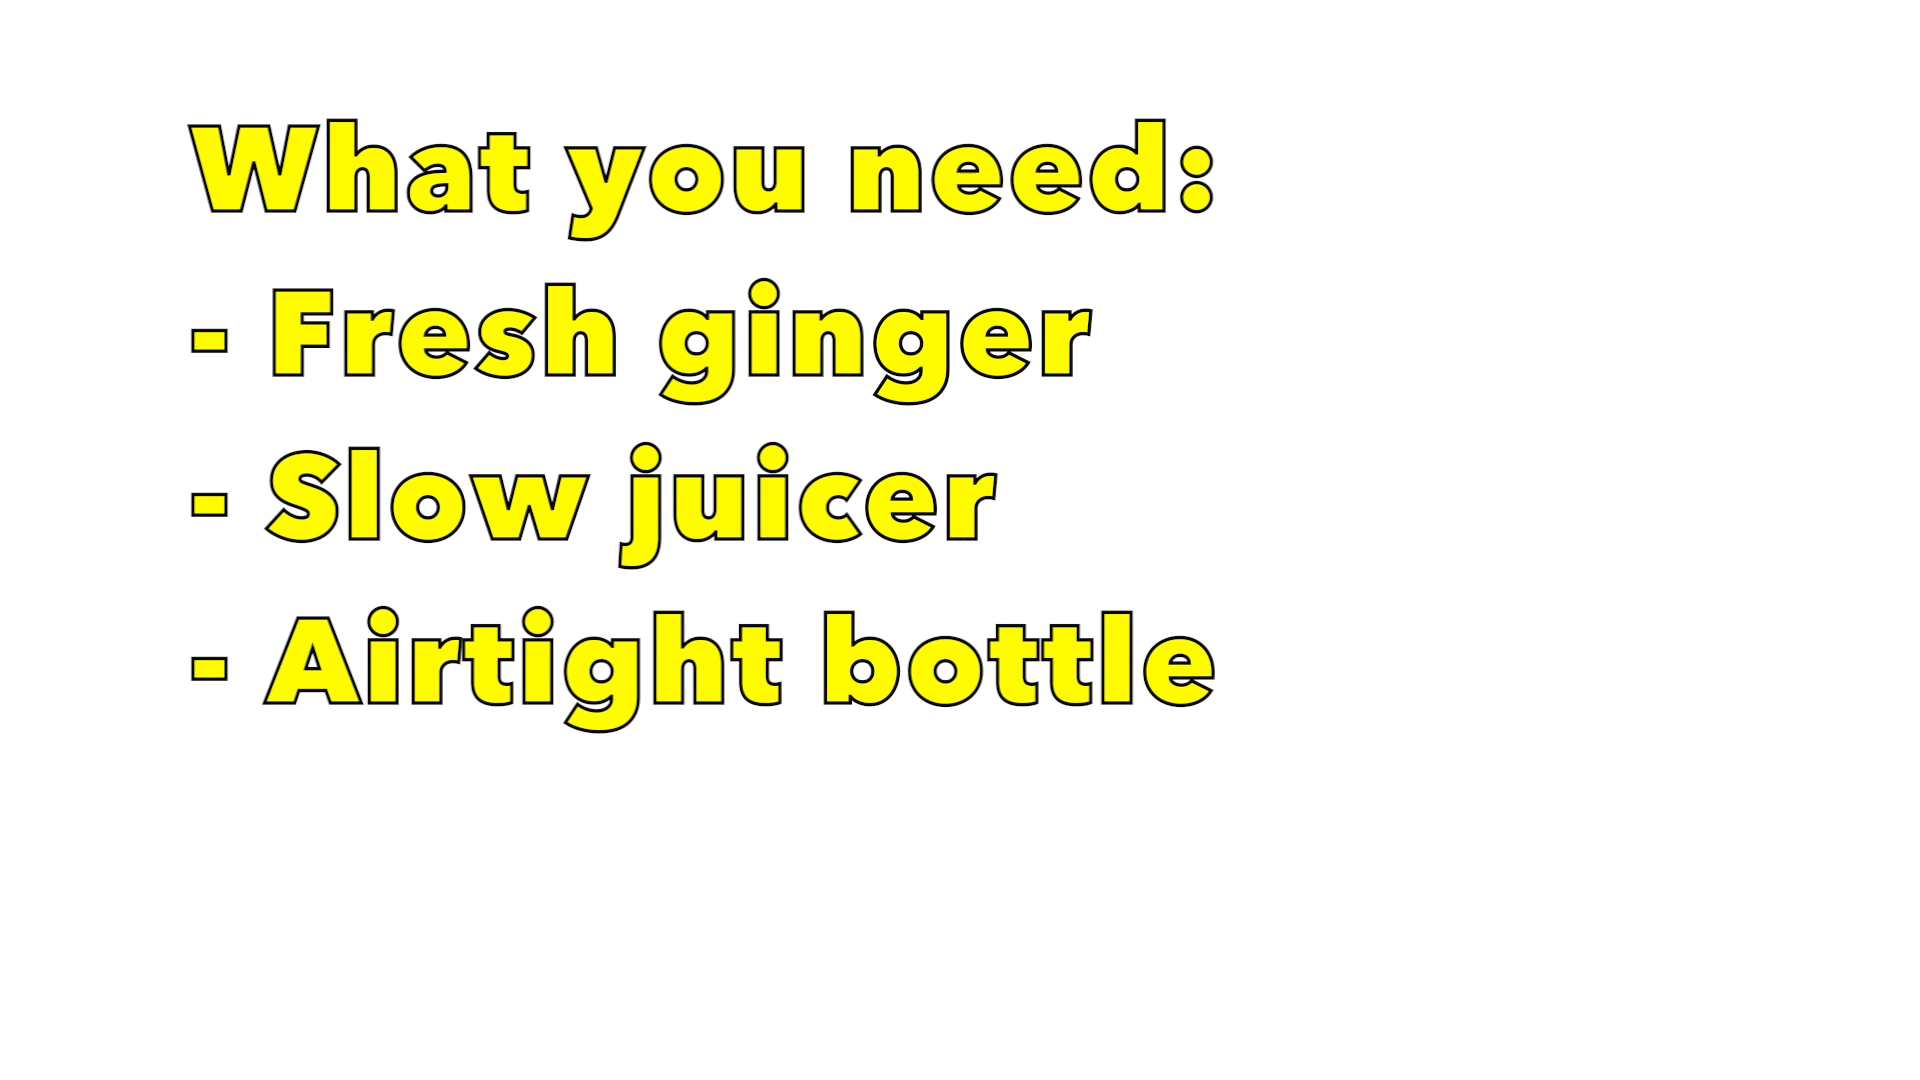 What you need:
- Fresh ginger
- Slow juicer
- Airtight bottle